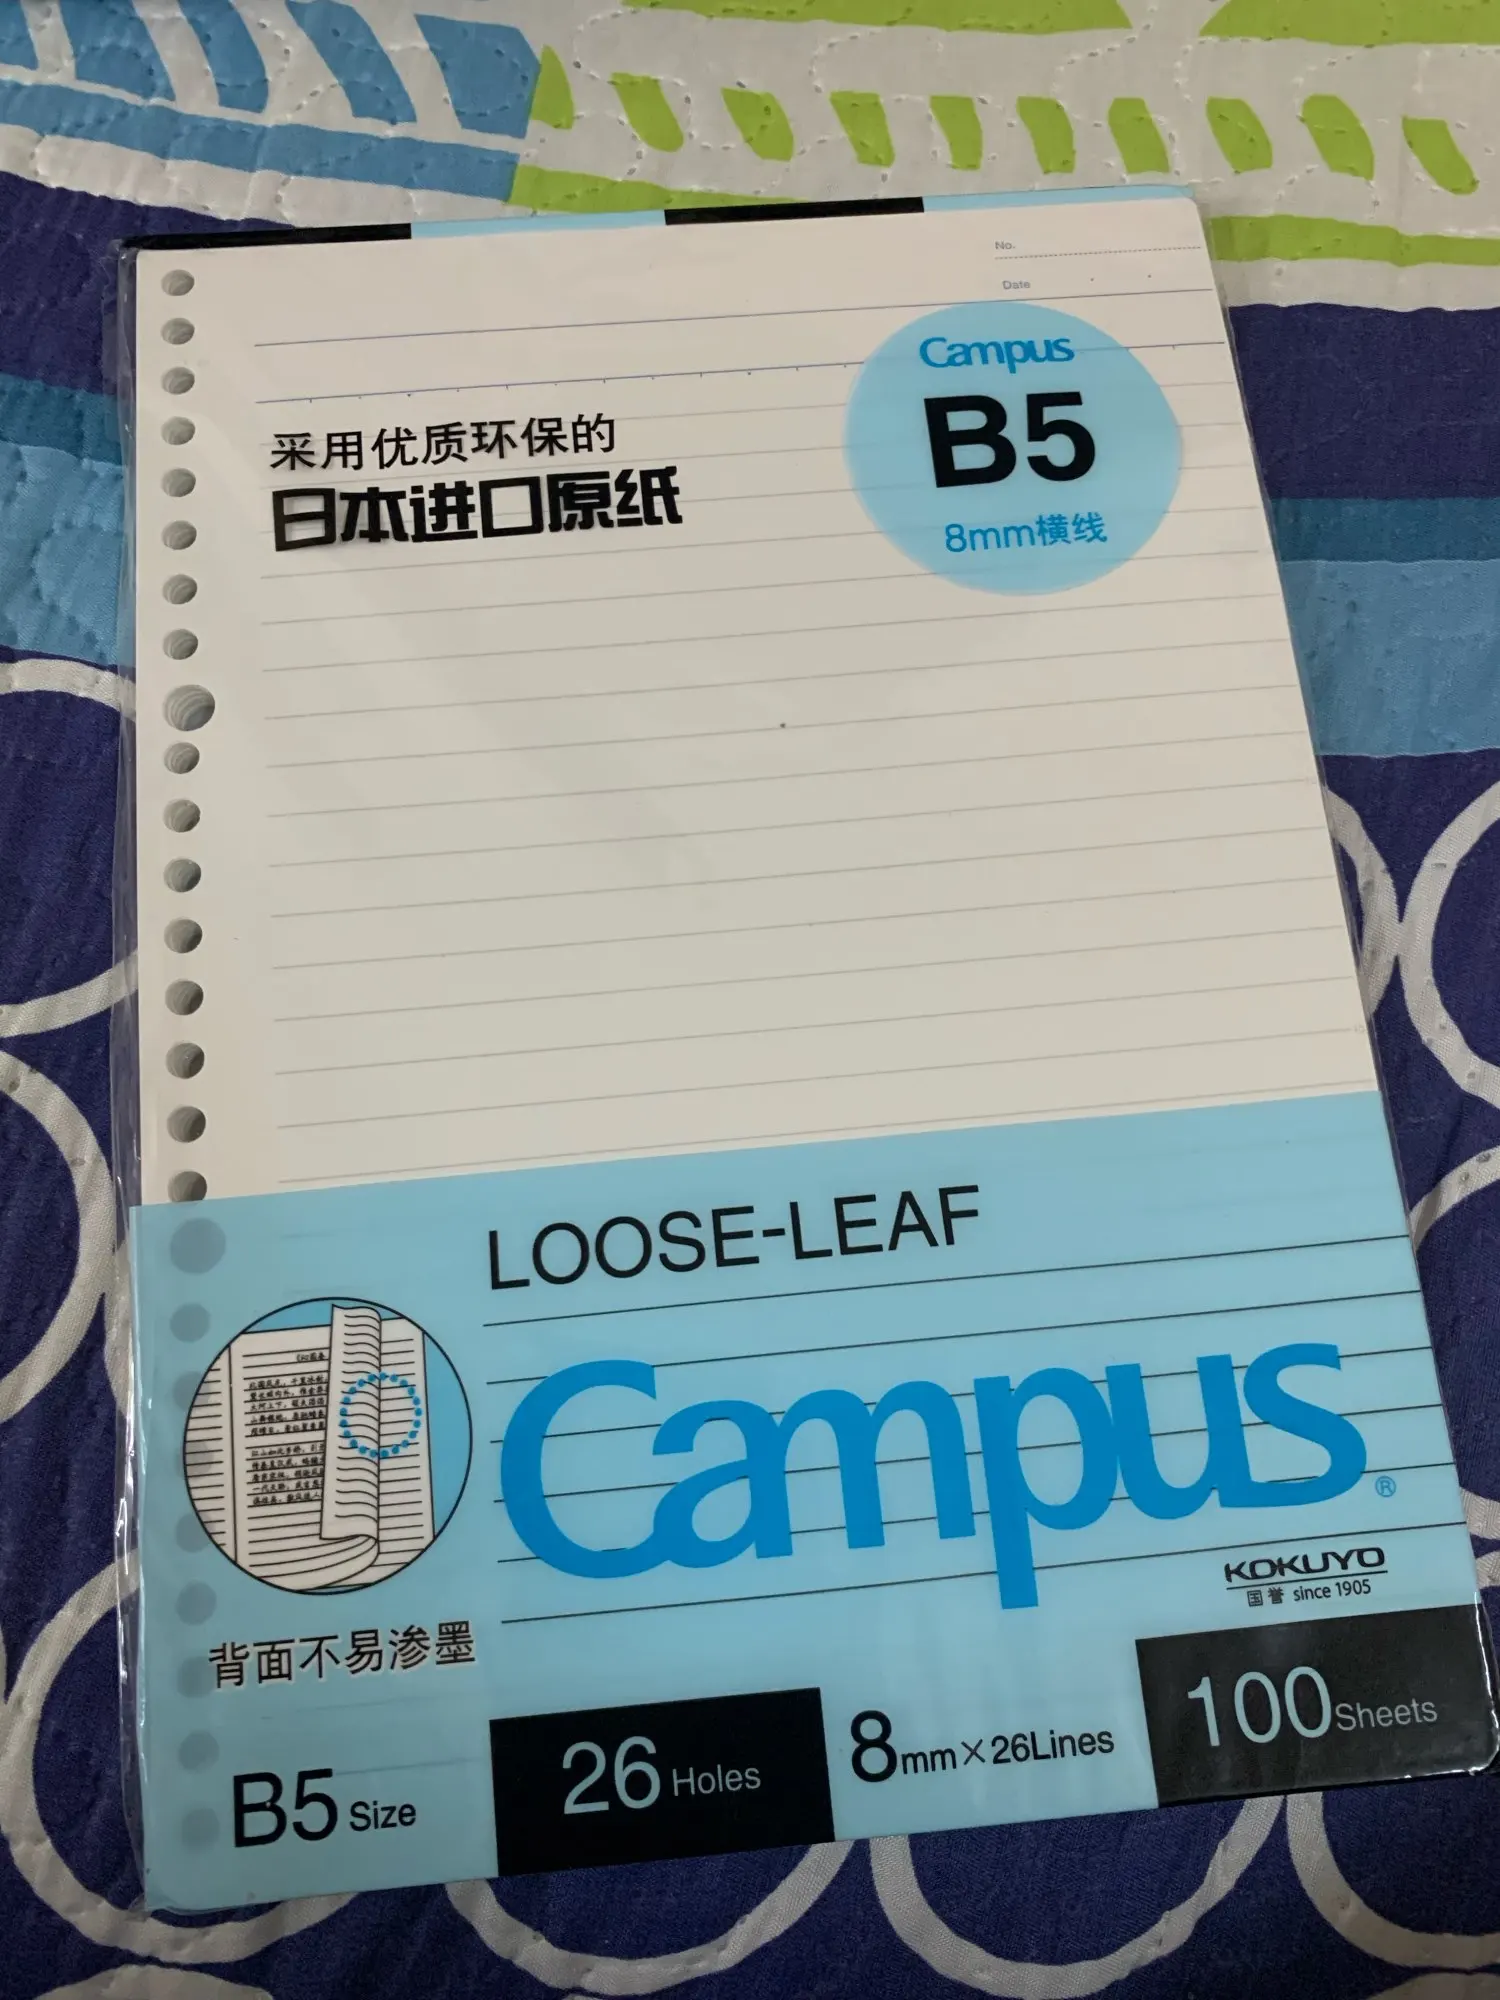 No.
Date
Campus
B5
8mm横线
采用优质环保的
日本进口原纸
LOOSE-LEAF
Campus®
KOKUYO
国誉 since 1905
背面不易渗墨
B5 Size
26 Holes
8mm×26Lines
100Sheets